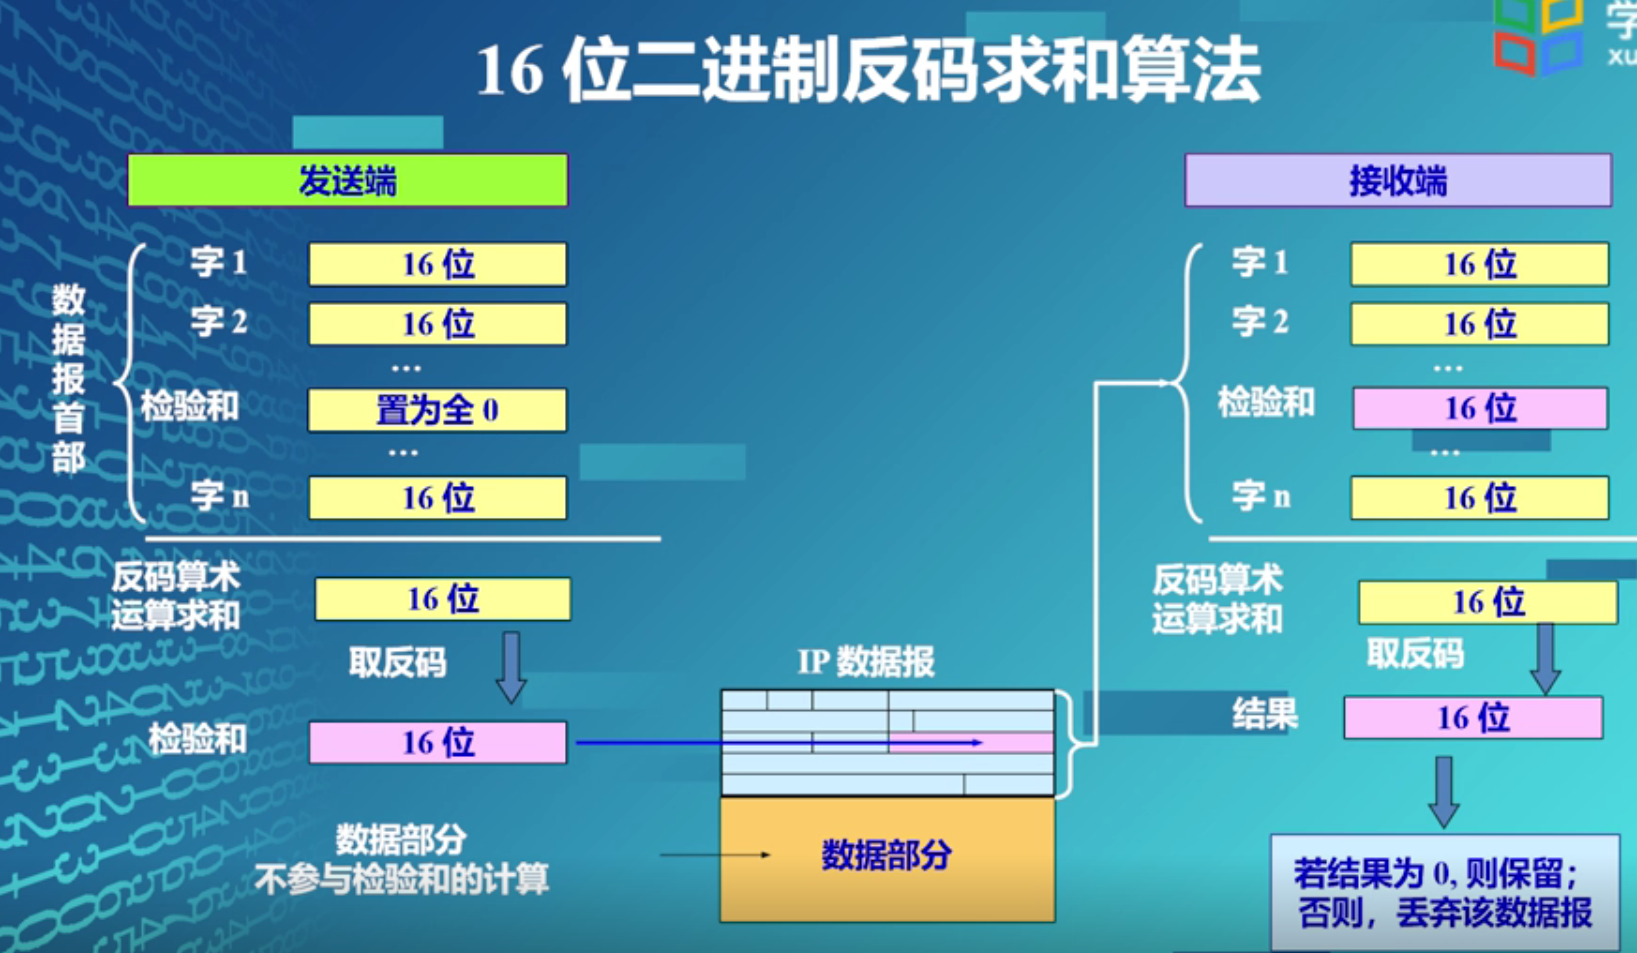 16 位二进制反码求和算法
学
xu
发送端
数据报首部
字 1
16 位
字 2
16 位
...
检验和
置为全 0
...
字 n
16 位
反码算术
运算求和
16 位
取反码
检验和
16 位
数据部分
不参与检验和的计算
IP 数据报
数据部分
接收端
字 1
16 位
字 2
16 位
...
检验和
16 位
...
字 n
16 位
反码算术
运算求和
16 位
取反码
结果
16 位
若结果为 0, 则保留；
否则，丢弃该数据报